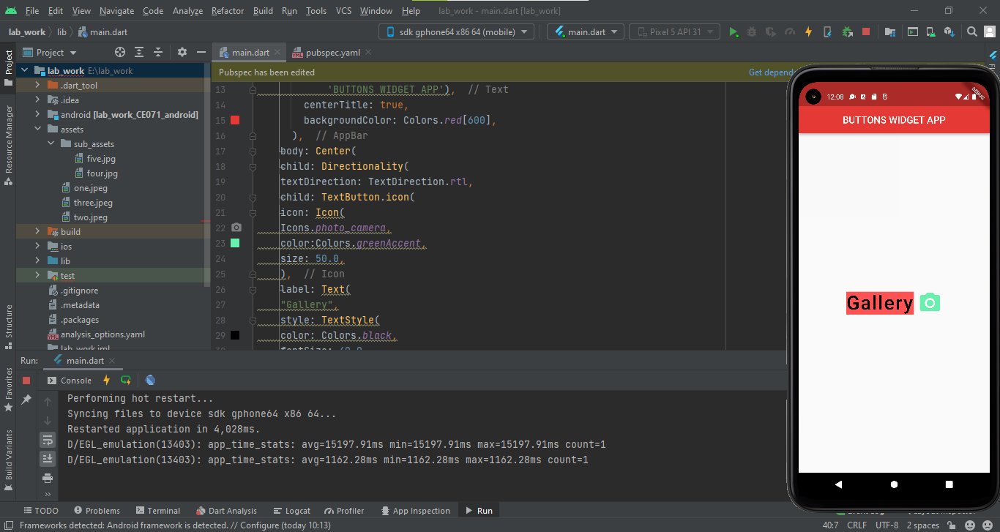 File Edit View Navigate Code Analyze Refactor Build Run Tools VCS Window Help lab_work - main.dart [lab_work]
lab_work lib main.dart sdk gphone64 x86 64 (mobile) main.dart Pixel 5 API 31
Project main.dart pubspec.yaml
Pubspec has been edited Get depende
Project
Resource Manager
Structure
Favorites
Build Variants
lab_work E:\lab_work
.dart_tool
.idea
android [lab_work_CE071_android]
assets
sub_assets
five.jpg
four.jpg
one.jpeg
three.jpeg
two.jpeg
build
ios
lib
test
.gitignore
.metadata
.packages
analysis_options.yaml
lab_work.iml
13 'BUTTONS WIDGET APP'), // Text
14 centerTitle: true,
15 backgroundColor: Colors.red[600],
16 ), // AppBar
17 body: Center(
18 child: Directionality(
19 textDirection: TextDirection.rtl,
20 child: TextButton.icon(
21 icon: Icon(
22 Icons.photo_camera,
23 color:Colors.greenAccent,
24 size: 50.0,
25 ), // Icon
26 label: Text(
27 "Gallery",
28 style: TextStyle(
29 color: Colors.black,
12:08
DEBUG
BUTTONS WIDGET APP
Gallery
Run: main.dart
Console
Performing hot restart...
Syncing files to device sdk gphone64 x86 64...
Restarted application in 4,028ms.
D/EGL_emulation(13403): app_time_stats: avg=15197.91ms min=15197.91ms max=15197.91ms count=1
D/EGL_emulation(13403): app_time_stats: avg=1162.28ms min=1162.28ms max=1162.28ms count=1
TODO Problems Terminal Dart Analysis Logcat Profiler App Inspection Run
Frameworks detected: Android framework is detected. // Configure (today 10:13) 40:7 CRLF UTF-8 2 spaces